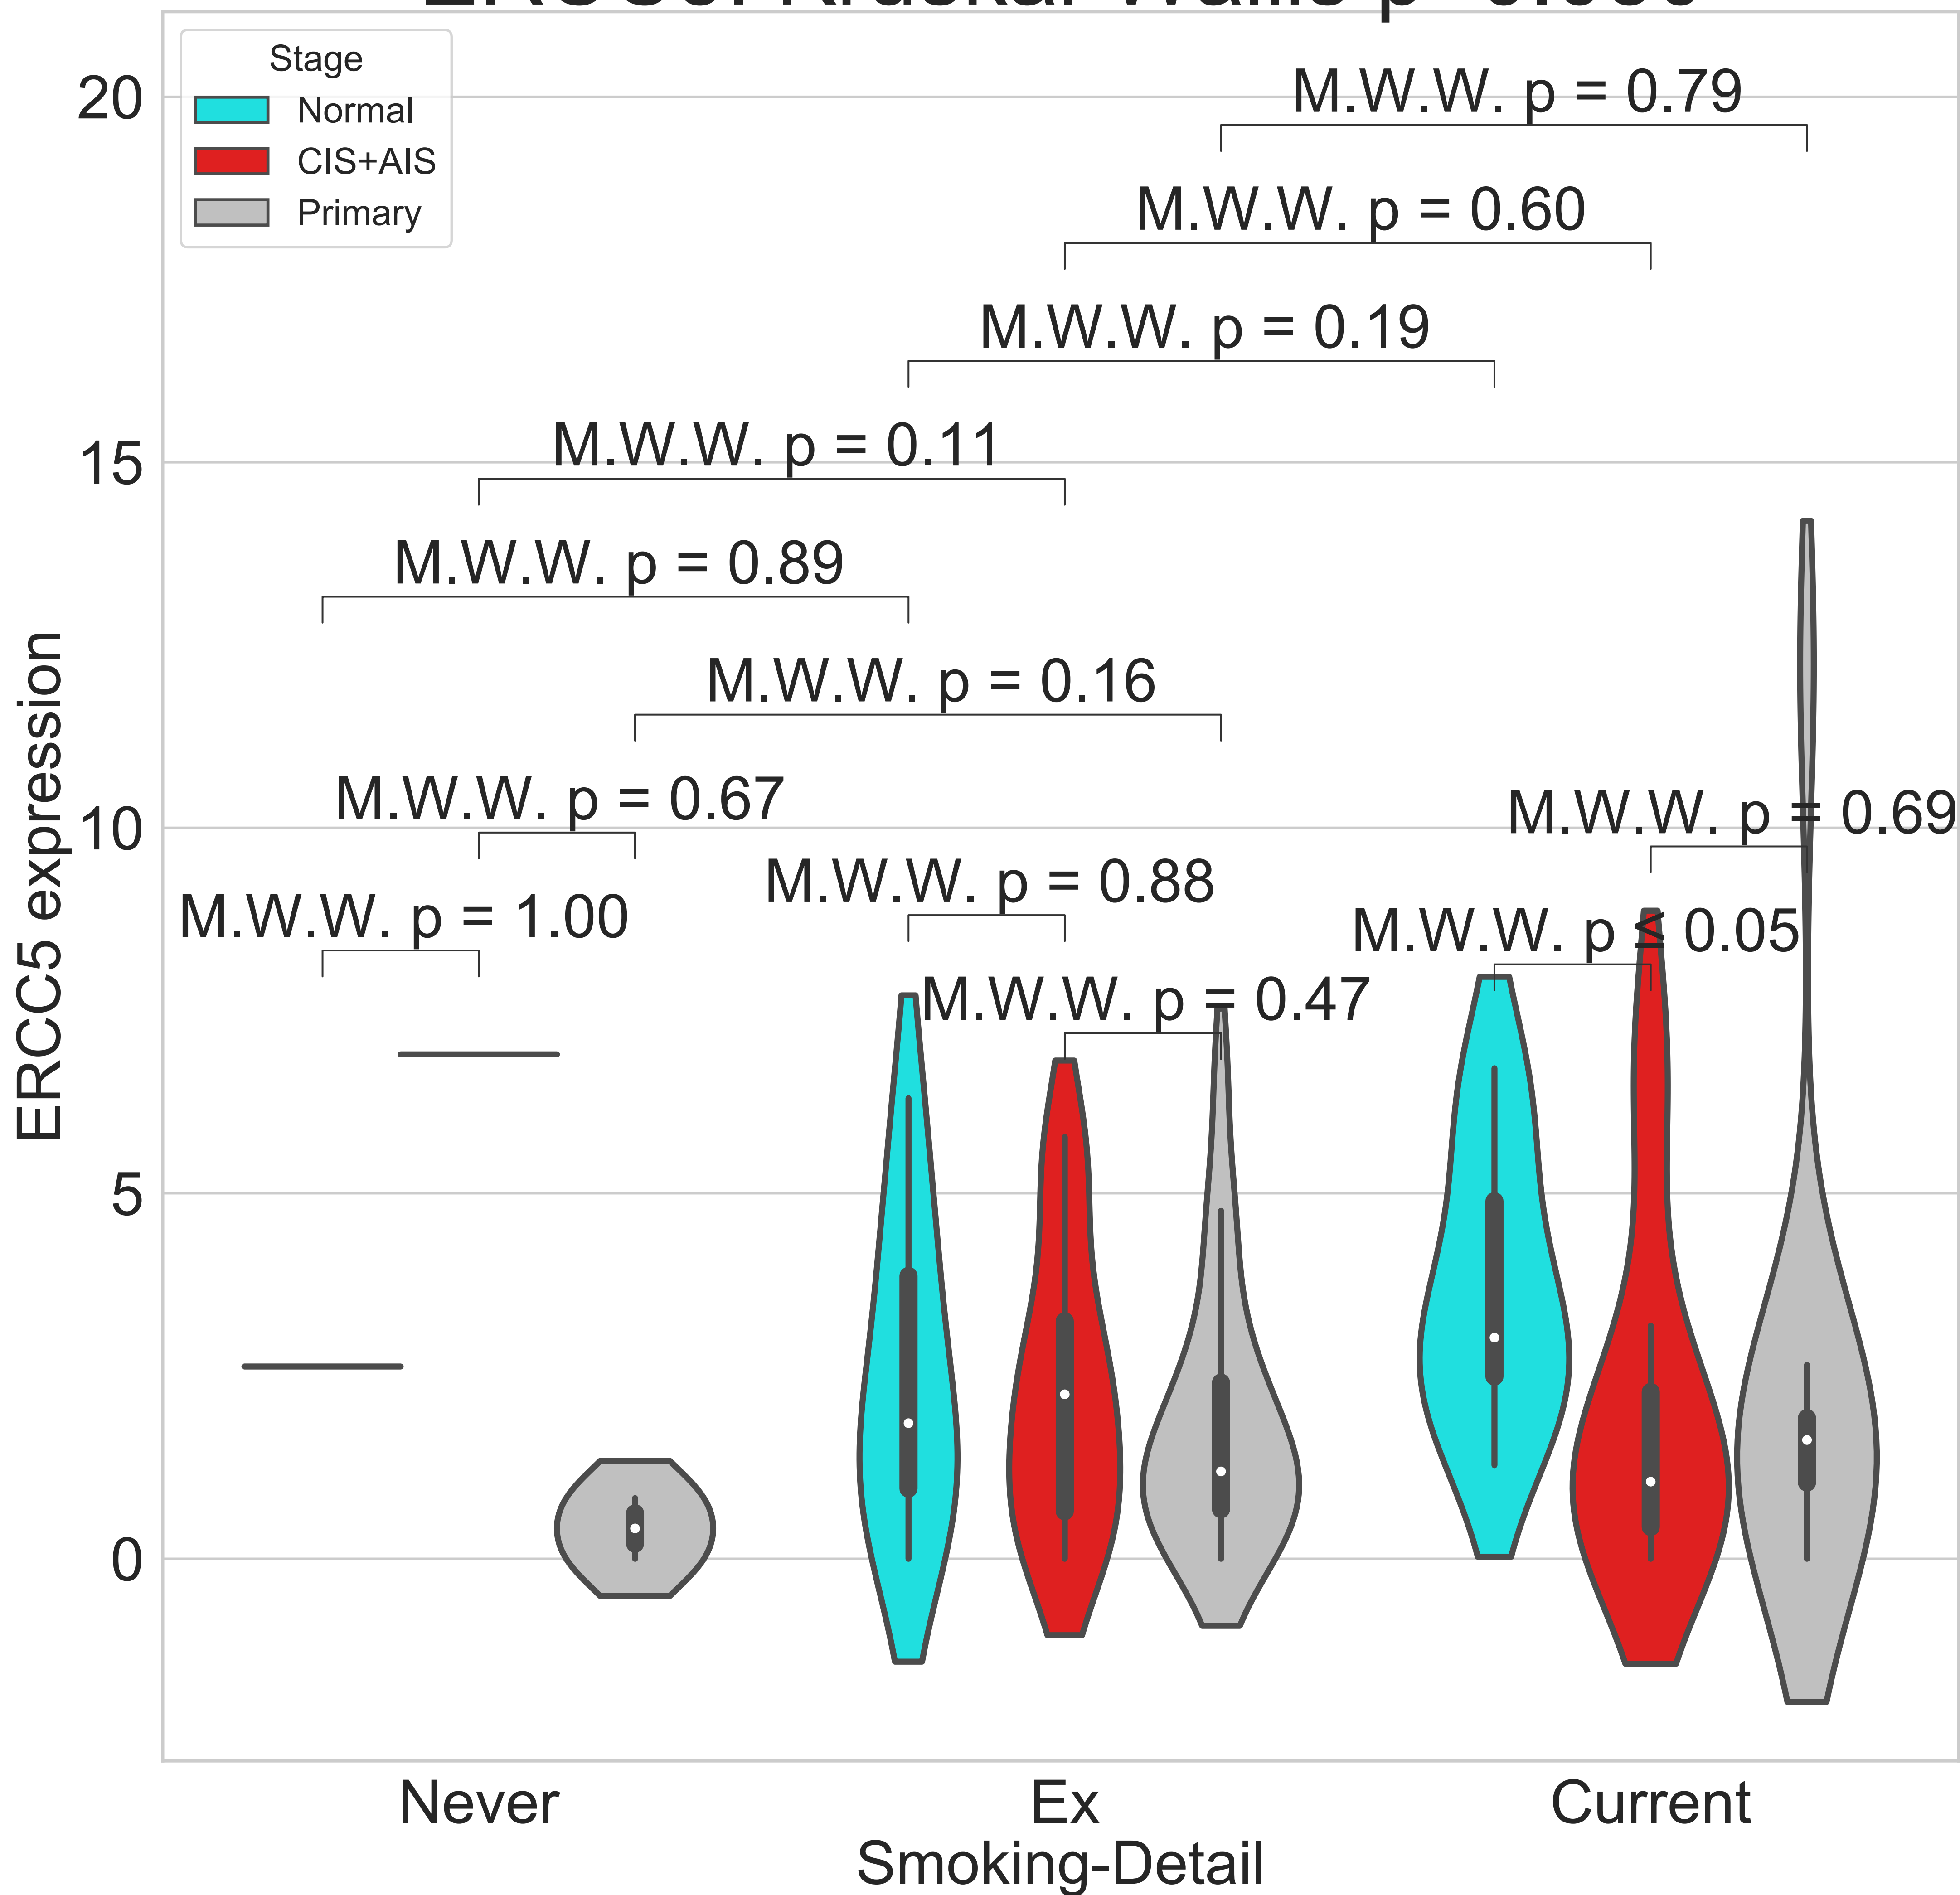 Stage
Normal
CIS+AIS
Primary
M.W.W. p = 0.79
M.W.W. p = 0.60
M.W.W. p = 0.19
M.W.W. p = 0.11
M.W.W. p = 0.89
M.W.W. p = 0.16
M.W.W. p = 0.67
M.W.W. p = 0.69
M.W.W. p = 0.88
M.W.W. p = 1.00
M.W.W. p ≤ 0.05
M.W.W. p = 0.47
20
15
10
5
0
ERCC5 expression
Never
Ex
Current
Smoking-Detail